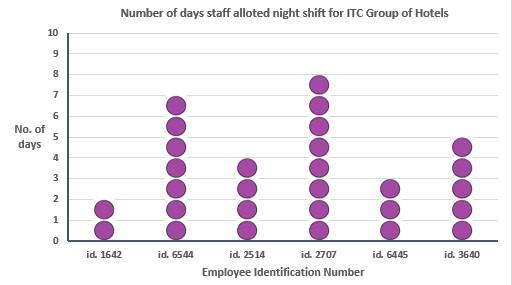 Number of days staff alloted night shift for ITC Group of Hotels
10
9
8
7
6
5
4
3
2
1
0
No. of
days
id. 1642 id. 6544 id. 2514 id. 2707 id. 6445 id. 3640
Employee Identification Number